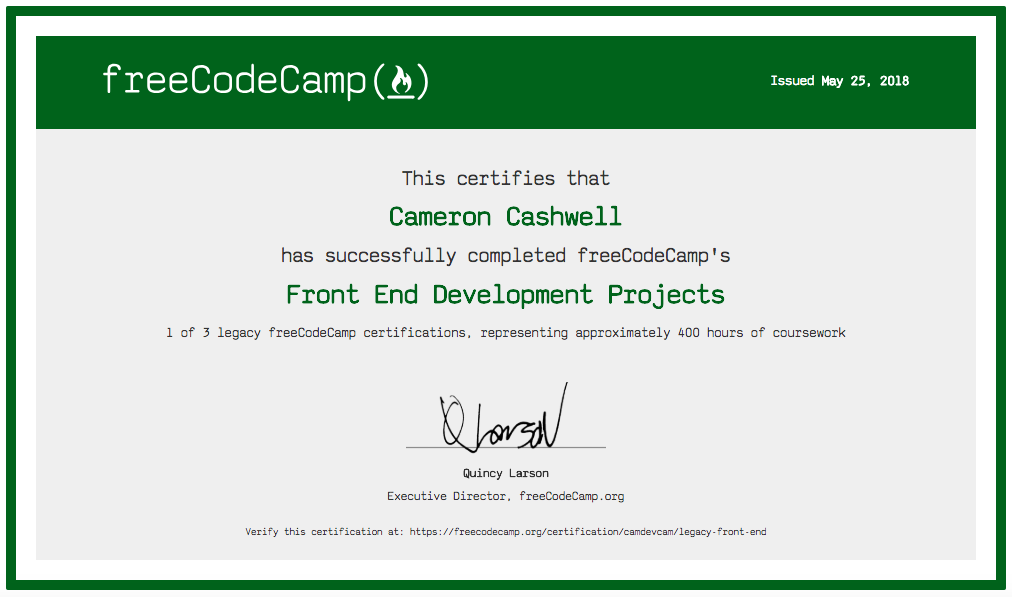 freeCodeCamp()
Issued May 25, 2018
This certifies that
Cameron Cashwell
has successfully completed freeCodeCamp's
Front End Development Projects
1 of 3 legacy freeCodeCamp certifications, representing approximately 400 hours of coursework
Q Larson
Quincy Larson
Executive Director, freeCodeCamp.org
Verify this certification at: https://freecodecamp.org/certification/camdevcam/legacy-front-end